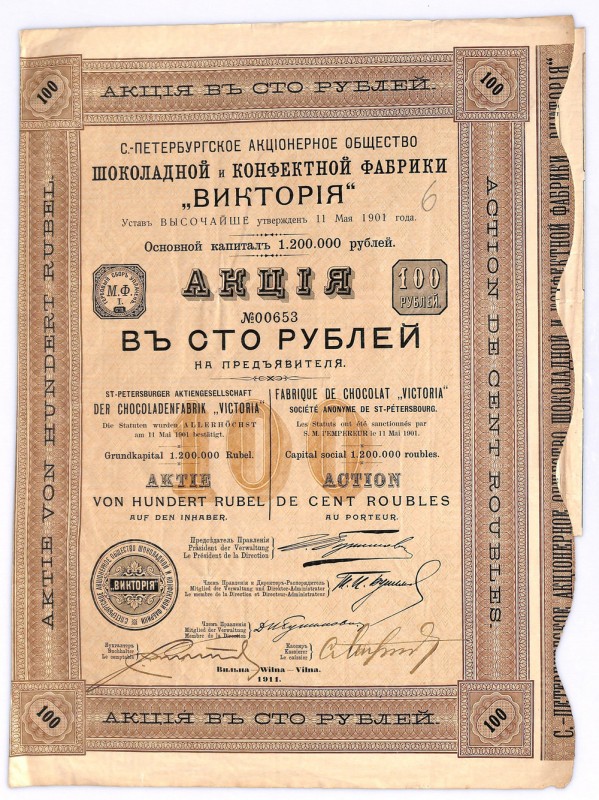 100
АКЦІЯ ВЪ СТО РУБЛЕЙ.
100
С.-ПЕТЕРБУРГСКОЕ АКЦІОНЕРНОЕ ОБЩЕСТВО
ШОКОЛАДНОЙ и КОНФЕКТНОЙ ФАБРИКИ
„ВИКТОРІЯ“
6
Уставъ ВЫСОЧАЙШЕ утвержденъ 11 Мая 1901 года.
Основной капиталъ 1.200.000 рублей.
М.Ф.
I.
АКЦІЯ
100
РУБЛЕЙ.
№00653
ВЪ СТО РУБЛЕЙ
НА ПРЕДЪЯВИТЕЛЯ.
ST-PETERSBURGER AKTIENGESELLSCHAFT
DER CHOCOLADENFABRIK „VICTORIA“
Die Statuten wurden ALLERHÖCHST
am 11 Mai 1901 bestätigt.
Grundkapital 1.200.000 Rubel.
AKTIE
VON HUNDERT RUBEL
AUF DEN INHABER.
FABRIQUE DE CHOCOLAT „VICTORIA“
SOCIÉTÉ ANONYME DE ST-PÉTERSBOURG.
Les Statuts ont été sanctionnés par
S. M. l'EMPEREUR le 11 Mai 1901.
Capital social 1.200.000 roubles.
ACTION
DE CENT ROUBLES
AU PORTEUR.
100
Предсѣдатель Правленія
Präsident der Verwaltung
Le Président de la Direction
Членъ Правленія и Директоръ-Распорядитель
Mitglied der Verwaltung und Direktor-Administrator
Le membre de la Direction et Directeur-Administrateur
Членъ Правленія
Mitglied der Verwaltung
Membre de la Direction
„ВИКТОРІЯ“
Бухгалтеръ
Buchhalter
Le comptable
Кассиръ
Kassierer
Le caissier
Вильна – Wilna – Vilna.
1911.
100
АКЦІЯ ВЪ СТО РУБЛЕЙ.
100
AKTIE VON HUNDERT RUBEL.
ACTION DE CENT ROUBLES.